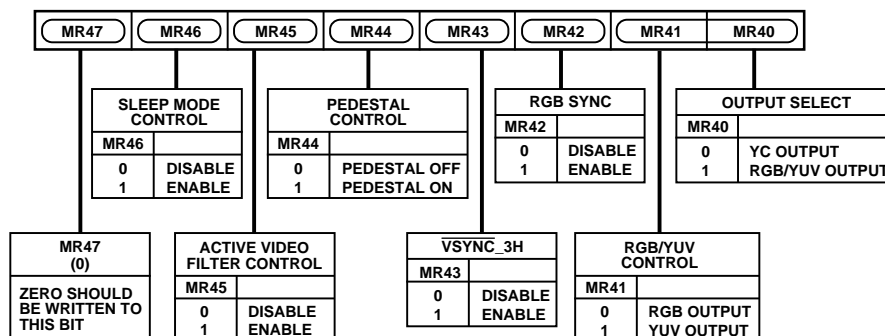 MR47 MR46 MR45 MR44 MR43 MR42 MR41 MR40
SLEEP MODE
CONTROL
MR46
0 DISABLE
1 ENABLE
PEDESTAL
CONTROL
MR44
0 PEDESTAL OFF
1 PEDESTAL ON
RGB SYNC
MR42
0 DISABLE
1 ENABLE
OUTPUT SELECT
MR40
0 YC OUTPUT
1 RGB/YUV OUTPUT
MR47
(0)
ZERO SHOULD
BE WRITTEN TO
THIS BIT
ACTIVE VIDEO
FILTER CONTROL
MR45
0 DISABLE
1 ENABLE
VSYNC_3H
MR43
0 DISABLE
1 ENABLE
RGB/YUV
CONTROL
MR41
0 RGB OUTPUT
1 YUV OUTPUT